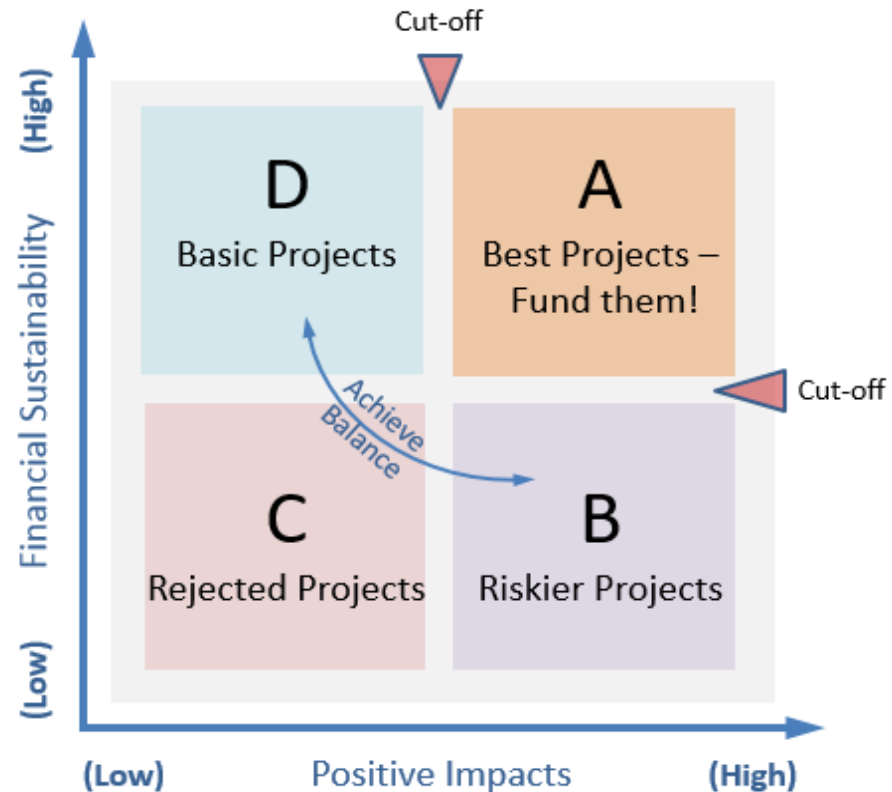 Cut-off
(High)
Financial Sustainability
(Low)
D
Basic Projects
A
Best Projects –
Fund them!
Cut-off
Achieve
Balance
C
Rejected Projects
B
Riskier Projects
(Low)
Positive Impacts
(High)